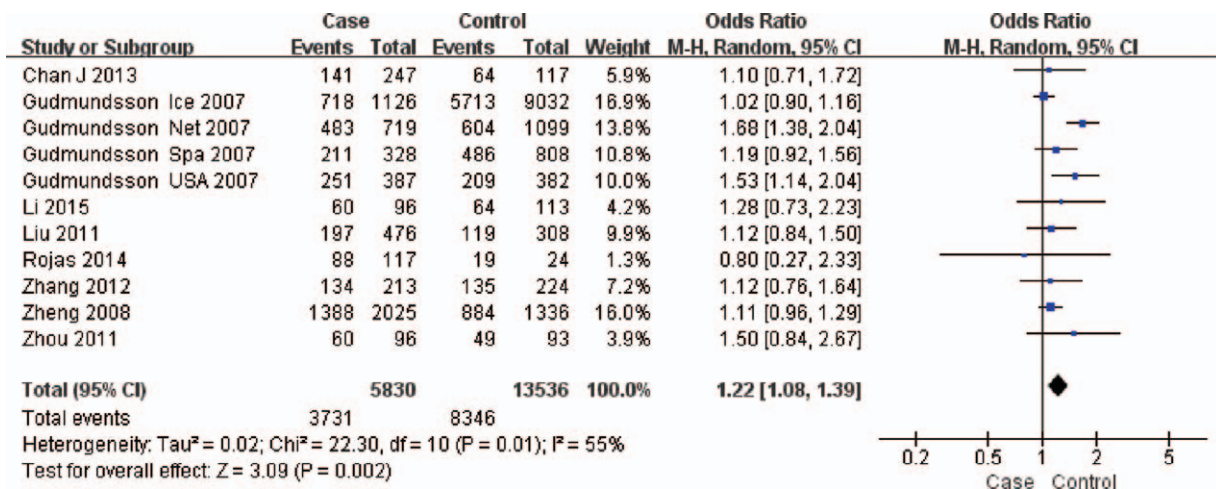 Case Control Odds Ratio Odds Ratio
Study or Subgroup Events Total Events Total Weight M-H, Random, 95% CI M-H, Random, 95% CI
Chan J 2013 141 247 64 117 5.9% 1.10 [0.71, 1.72]
Gudmundsson Ice 2007 718 1126 5713 9032 16.9% 1.02 [0.90, 1.16]
Gudmundsson Net 2007 483 719 604 1099 13.8% 1.68 [1.38, 2.04]
Gudmundsson Spa 2007 211 328 486 808 10.8% 1.19 [0.92, 1.56]
Gudmundsson USA 2007 251 387 209 382 10.0% 1.53 [1.14, 2.04]
Li 2015 60 96 64 113 4.2% 1.28 [0.73, 2.23]
Liu 2011 197 476 119 308 9.9% 1.12 [0.84, 1.50]
Rojas 2014 88 117 19 24 1.3% 0.80 [0.27, 2.33]
Zhang 2012 134 213 135 224 7.2% 1.12 [0.76, 1.64]
Zheng 2008 1388 2025 884 1336 16.0% 1.11 [0.96, 1.29]
Zhou 2011 60 96 49 93 3.9% 1.50 [0.84, 2.67]
Total (95% CI) 5830 13536 100.0% 1.22 [1.08, 1.39]
Total events 3731 8346
Heterogeneity: Tau² = 0.02; Chi² = 22.30, df = 10 (P = 0.01); I² = 55%
Test for overall effect: Z = 3.09 (P = 0.002)
0.2 0.5 1 2 5
Case Control